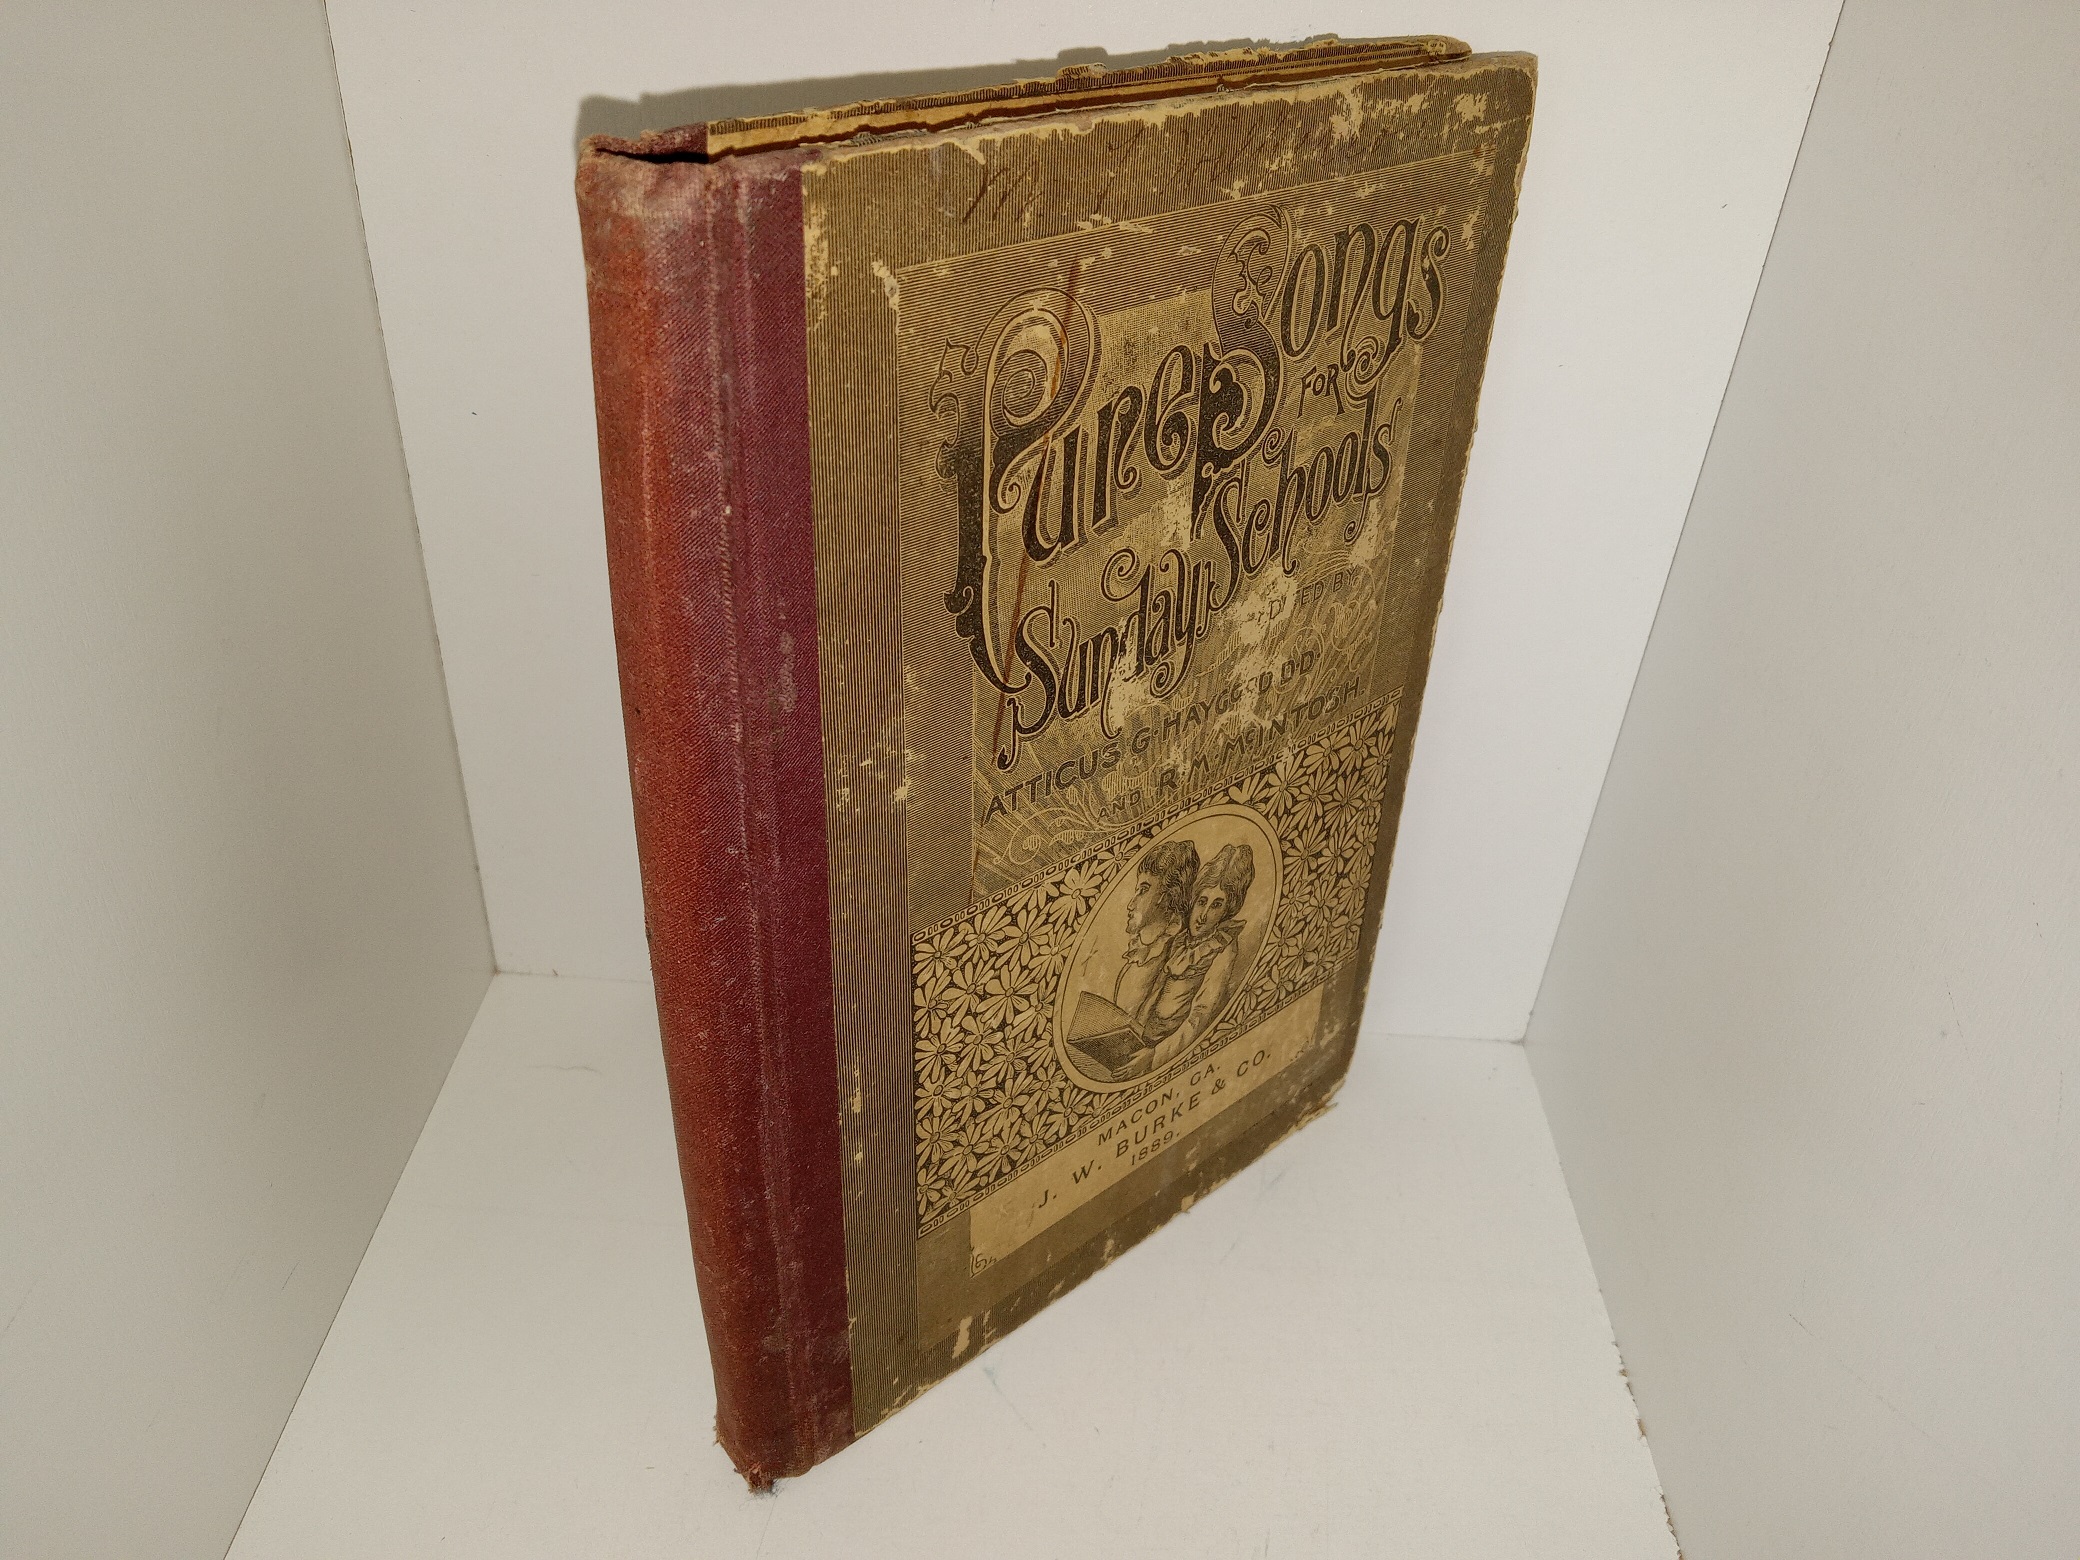 Pure Songs
FOR
Sunday Schools
EDITED BY
ATTICUS G. HAYGOOD D.D.
AND R. M. McINTOSH.
MACON, GA.
J. W. BURKE & CO.
1889.